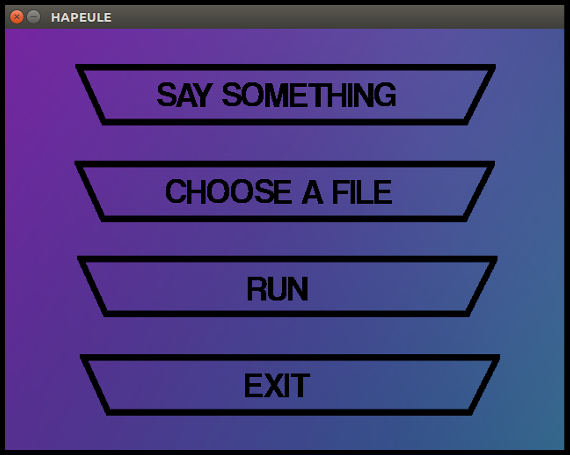 HAPEULE
SAY SOMETHING
CHOOSE A FILE
RUN
EXIT